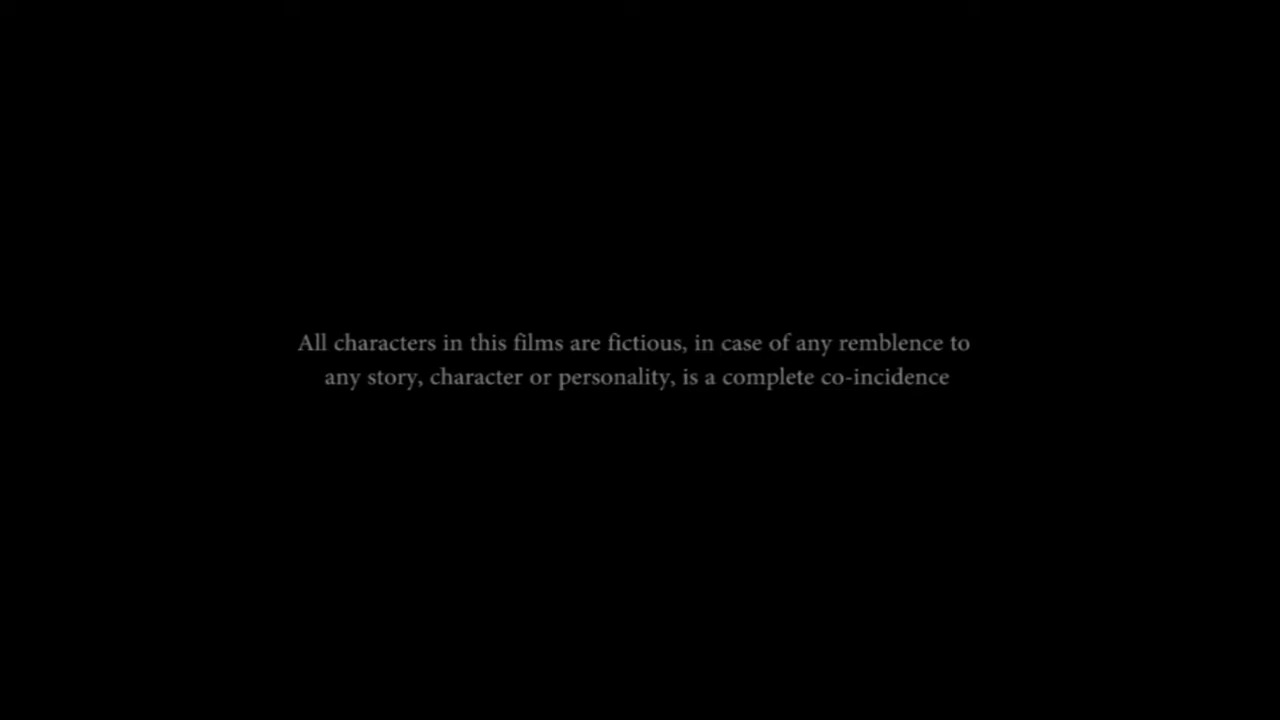 All characters in this films are fictious, in case of any remblence to
any story, character or personality, is a complete co-incidence